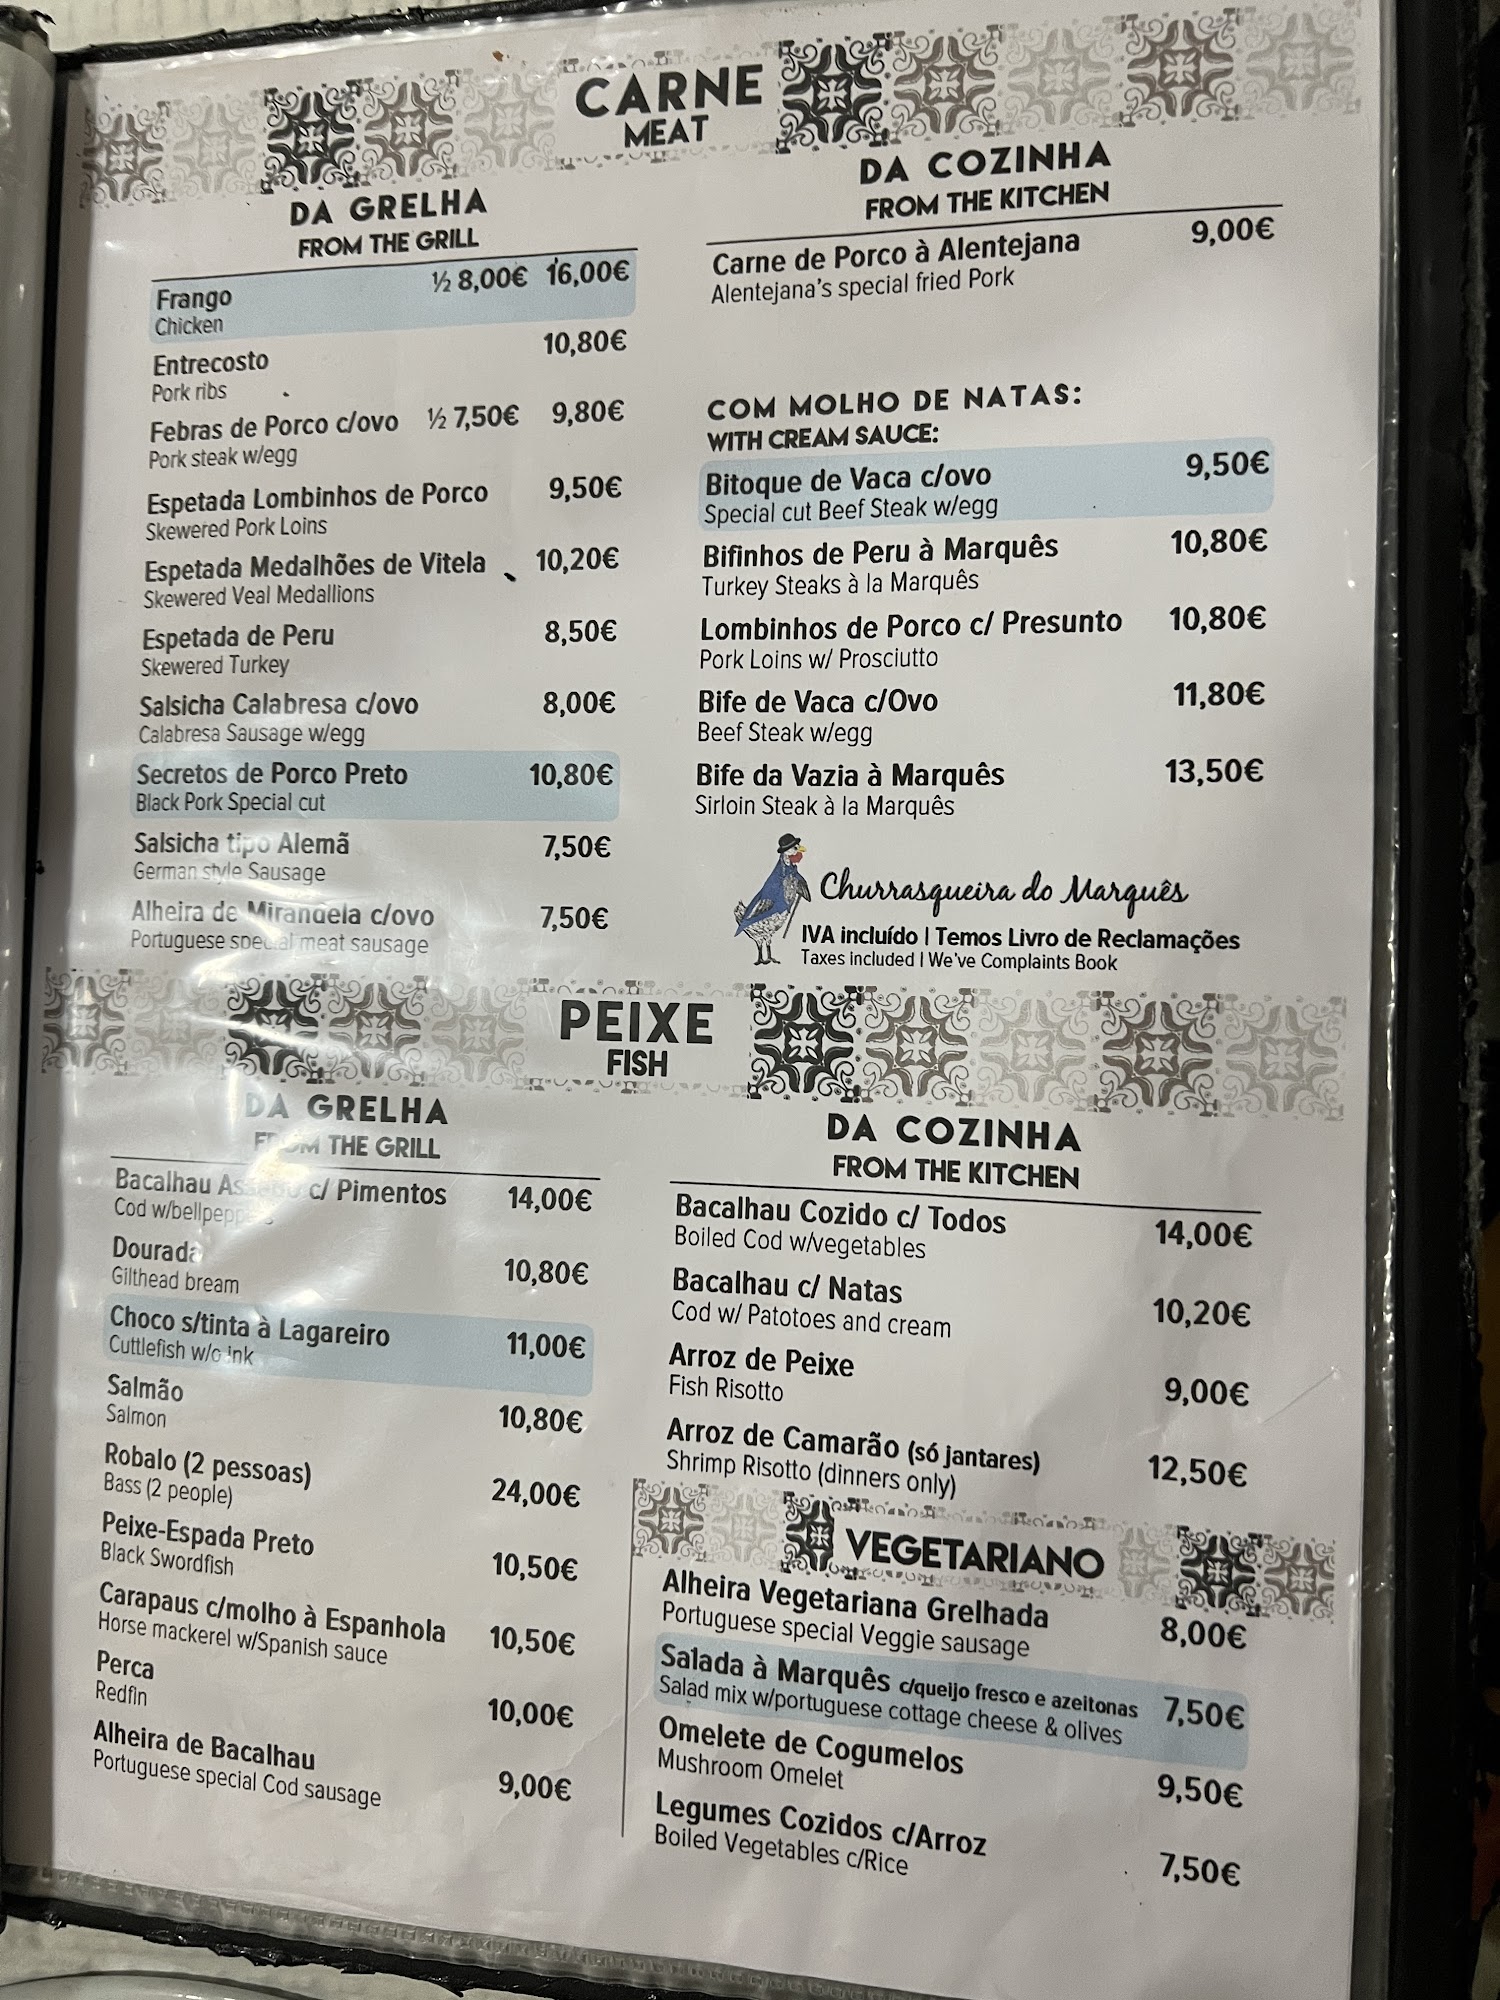 CARNE
MEAT
DA GRELHA
FROM THE GRILL
Frango ½ 8,00€ 16,00€
Chicken
Entrecosto 10,80€
Pork ribs
Febras de Porco c/ovo ½ 7,50€ 9,80€
Pork steak w/egg
Espetada Lombinhos de Porco 9,50€
Skewered Pork Loins
Espetada Medalhões de Vitela 10,20€
Skewered Veal Medallions
Espetada de Peru 8,50€
Skewered Turkey
Salsicha Calabresa c/ovo 8,00€
Calabresa Sausage w/egg
Secretos de Porco Preto 10,80€
Black Pork Special cut
Salsicha tipo Alemã 7,50€
German style Sausage
Alheira de Mirandela c/ovo 7,50€
Portuguese special meat sausage
DA COZINHA
FROM THE KITCHEN
Carne de Porco à Alentejana 9,00€
Alentejana's special fried Pork
COM MOLHO DE NATAS:
WITH CREAM SAUCE:
Bitoque de Vaca c/ovo 9,50€
Special cut Beef Steak w/egg
Bifinhos de Peru à Marquês 10,80€
Turkey Steaks à la Marquês
Lombinhos de Porco c/ Presunto 10,80€
Pork Loins w/ Prosciutto
Bife de Vaca c/Ovo 11,80€
Beef Steak w/egg
Bife da Vazia à Marquês 13,50€
Sirloin Steak à la Marquês
Churrasqueira do Marquês
IVA incluído | Temos Livro de Reclamações
Taxes included | We've Complaints Book
PEIXE
FISH
DA GRELHA
FROM THE GRILL
Bacalhau Assado c/ Pimentos 14,00€
Cod w/bellpeppers
Dourada 10,80€
Gilthead bream
Choco s/tinta à Lagareiro 11,00€
Cuttlefish w/o ink
Salmão 10,80€
Salmon
Robalo (2 pessoas) 24,00€
Bass (2 people)
Peixe-Espada Preto 10,50€
Black Swordfish
Carapaus c/molho à Espanhola 10,50€
Horse mackerel w/Spanish sauce
Perca 10,00€
Redfin
Alheira de Bacalhau 9,00€
Portuguese special Cod sausage
DA COZINHA
FROM THE KITCHEN
Bacalhau Cozido c/ Todos 14,00€
Boiled Cod w/vegetables
Bacalhau c/ Natas 10,20€
Cod w/ Patotoes and cream
Arroz de Peixe 9,00€
Fish Risotto
Arroz de Camarão (só jantares) 12,50€
Shrimp Risotto (dinners only)
VEGETARIANO
Alheira Vegetariana Grelhada 8,00€
Portuguese special Veggie sausage
Salada à Marquês c/queijo fresco e azeitonas 7,50€
Salad mix w/portuguese cottage cheese & olives
Omelete de Cogumelos 9,50€
Mushroom Omelet
Legumes Cozidos c/Arroz 7,50€
Boiled Vegetables c/Rice